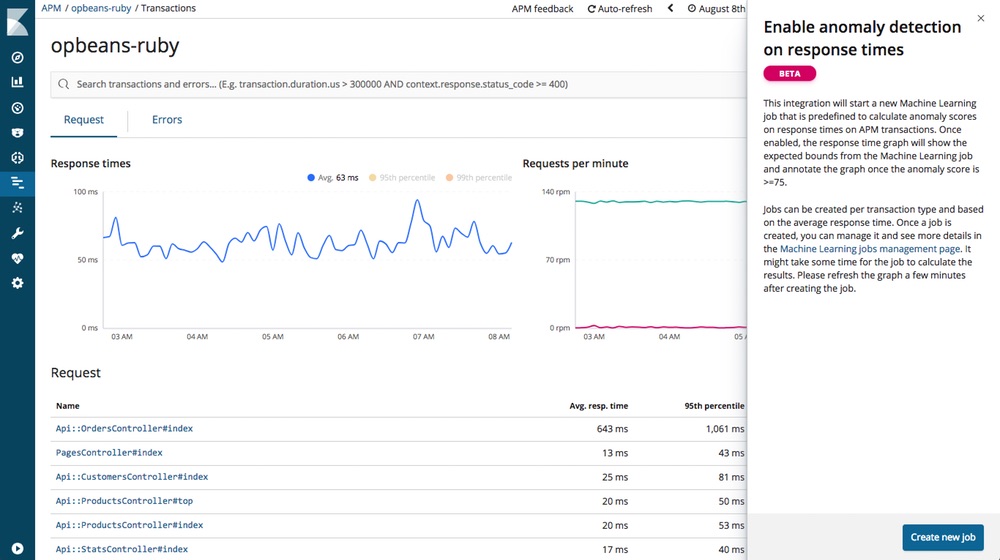 APM / opbeans-ruby / Transactions
APM feedback
Auto-refresh
August 8th
opbeans-ruby
Search transactions and errors... (E.g. transaction.duration.us > 300000 AND context.response.status_code >= 400)
Request
Errors
Response times
Avg. 63 ms
95th percentile
99th percentile
100 ms
50 ms
0 ms
03 AM
04 AM
05 AM
06 AM
07 AM
08 AM
Requests per minute
140 rpm
70 rpm
0 rpm
03 AM
04 AM
05
Request
Name Avg. resp. time 95th percentile
Api::OrdersController#index 643 ms 1,061 ms
PagesController#index 13 ms 43 ms
Api::CustomersController#index 25 ms 81 ms
Api::ProductsController#top 20 ms 50 ms
Api::ProductsController#index 20 ms 53 ms
Api::StatsController#index 17 ms 40 ms
Enable anomaly detection
on response times
BETA
This integration will start a new Machine Learning
job that is predefined to calculate anomaly scores
on response times on APM transactions. Once
enabled, the response time graph will show the
expected bounds from the Machine Learning job
and annotate the graph once the anomaly score is
>=75.
Jobs can be created per transaction type and based
on the average response time. Once a job is
created, you can manage it and see more details in
the Machine Learning jobs management page. It
might take some time for the job to calculate the
results. Please refresh the graph a few minutes
after creating the job.
Create new job